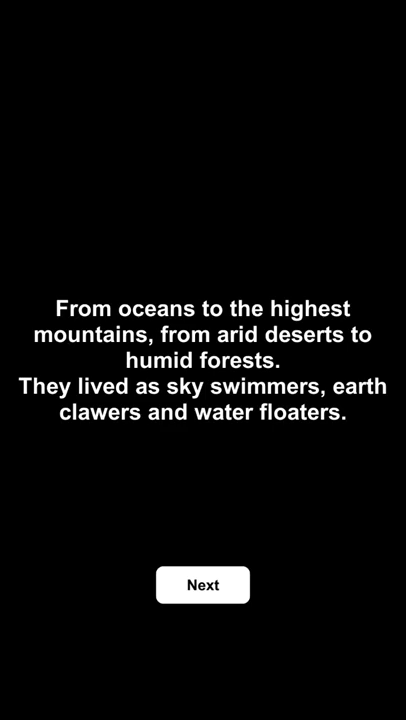 From oceans to the highest
mountains, from arid deserts to
humid forests.
They lived as sky swimmers, earth
clawers and water floaters.
Next